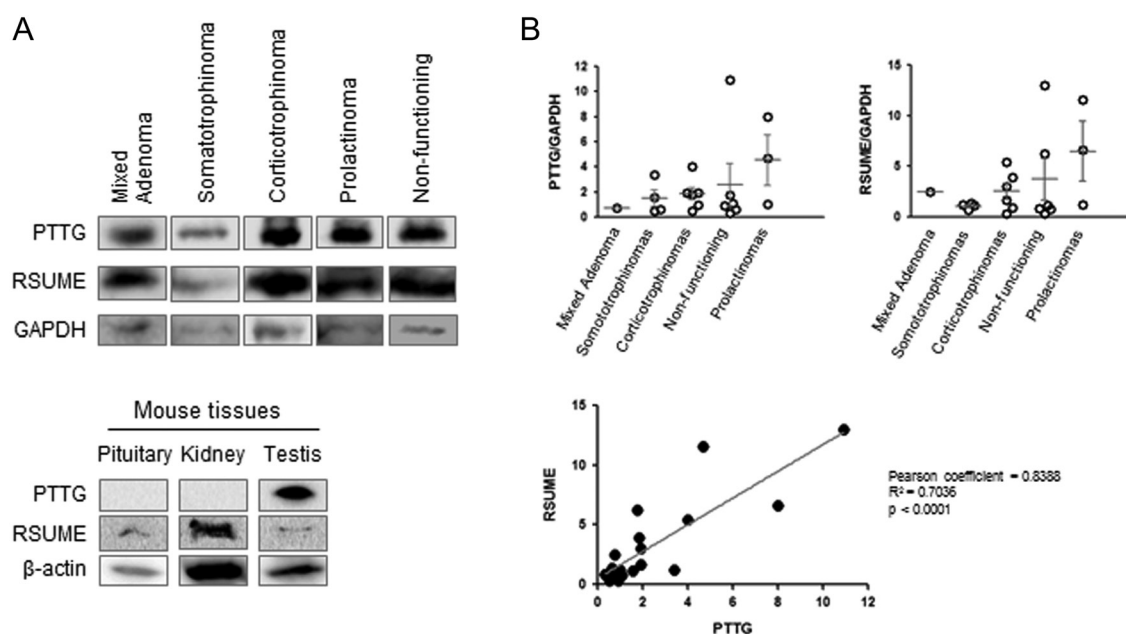 A
Mixed
Adenoma
Somatotrophinoma
Corticotrophinoma
Prolactinoma
Non-functioning
PTTG
RSUME
GAPDH
Mouse tissues
Pituitary Kidney Testis
PTTG
RSUME
β-actin
B
PTTG/GAPDH
12
10
8
6
4
2
0
Mixed Adenoma
Somototrophinomas
Corticotrophinomas
Non-functioning
Prolactinomas
RSUME/GAPDH
15
10
5
0
Mixed Adenoma
Somototrophinomas
Corticotrophinomas
Non-functioning
Prolactinomas
RSUME
15
10
5
0
0 2 4 6 8 10 12
PTTG
Pearson coefficient = 0.8388
R² = 0.7036
p < 0.0001